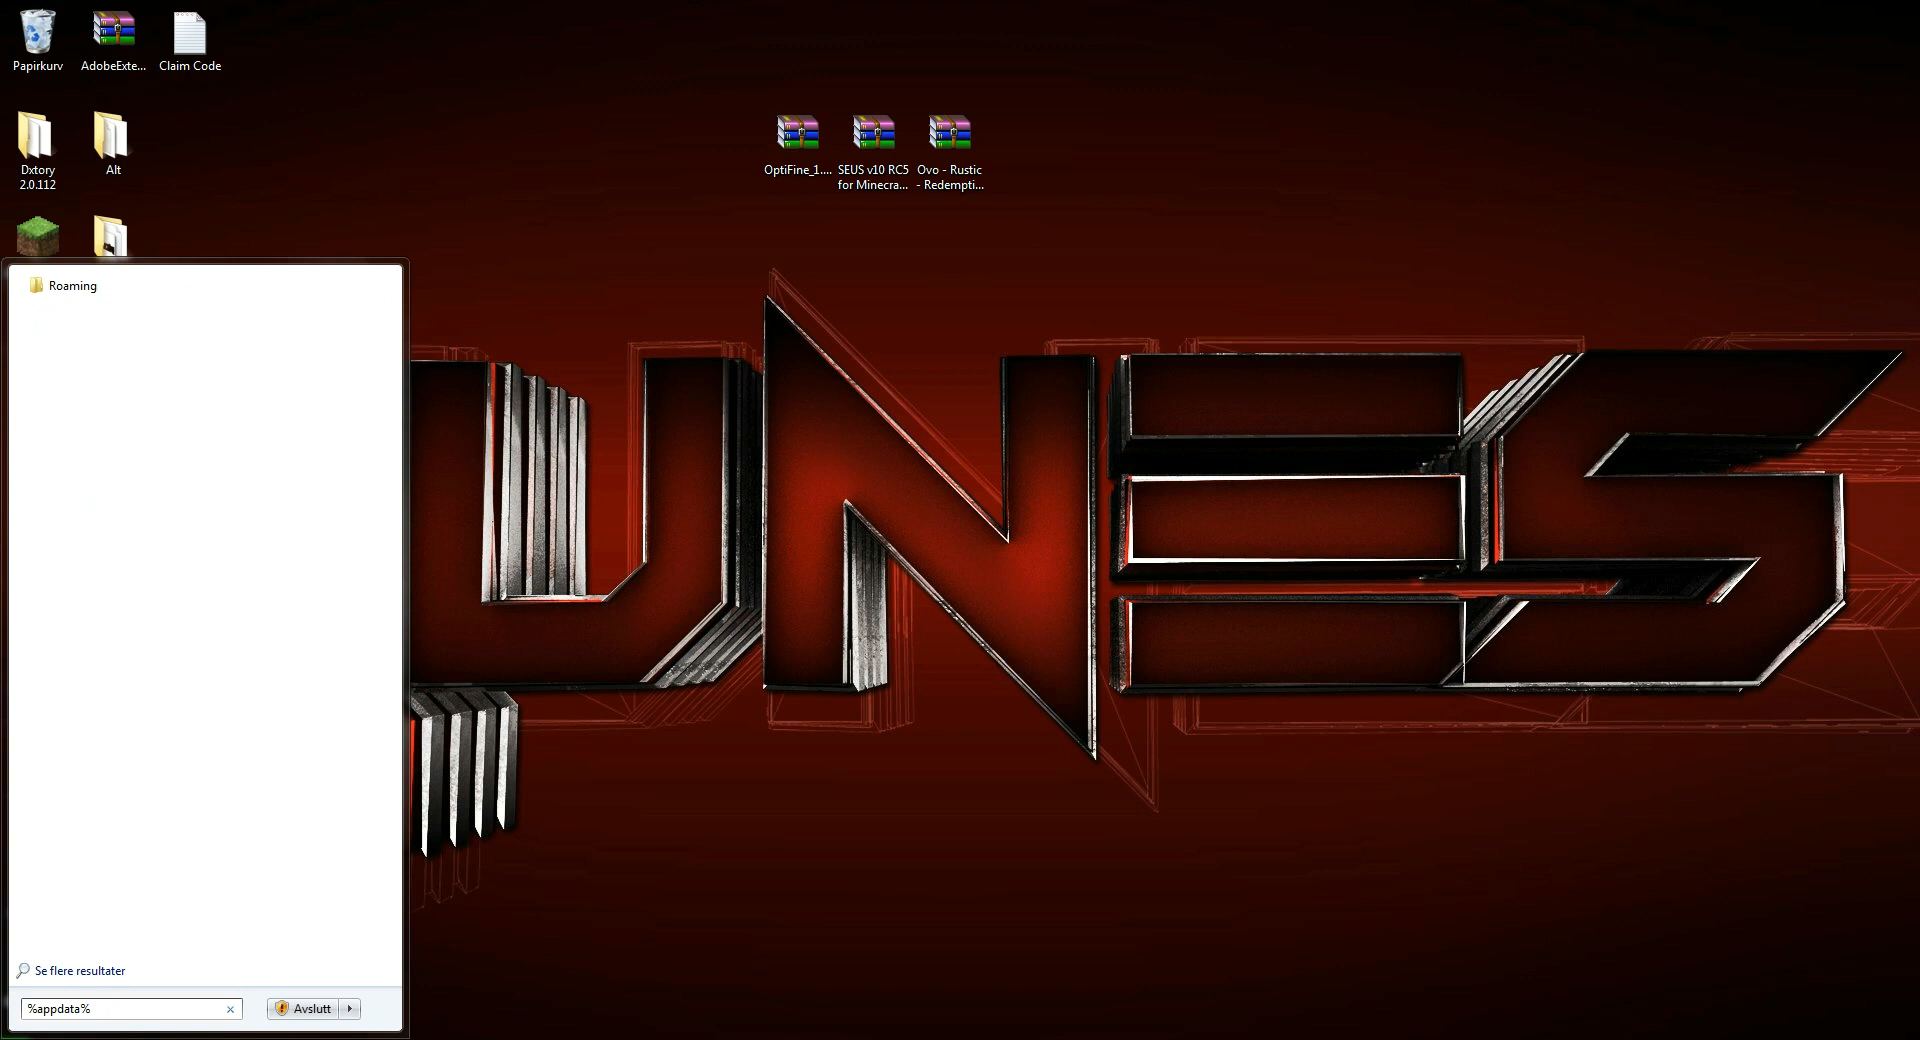 Papirkurv
AdobeExte...
Claim Code
Dxtory
2.0.112
Alt
OptiFine_1....
SEUS v10 RC5
for Minecra...
Ovo - Rustic
- Redempti...
Roaming
UNES
Se flere resultater
%appdata%
Avslutt